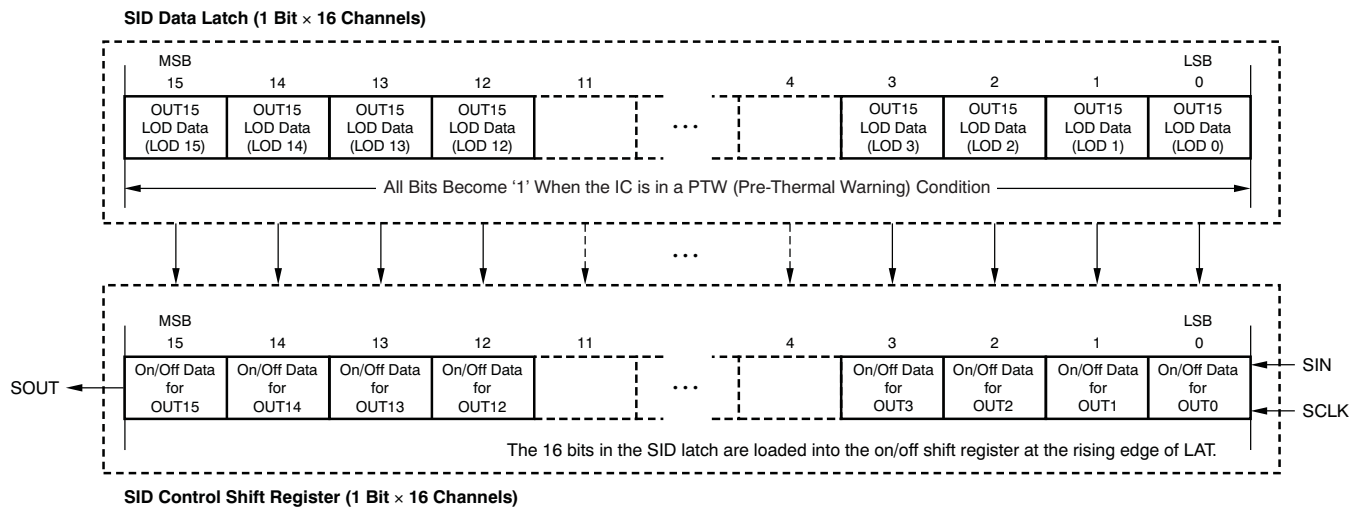 SID Data Latch (1 Bit × 16 Channels)
MSB LSB
15 14 13 12 11 4 3 2 1 0
OUT15 OUT15 OUT15 OUT15 OUT15 OUT15 OUT15 OUT15
LOD Data LOD Data LOD Data LOD Data ••• LOD Data LOD Data LOD Data LOD Data
(LOD 15) (LOD 14) (LOD 13) (LOD 12) (LOD 3) (LOD 2) (LOD 1) (LOD 0)
All Bits Become ‘1’ When the IC is in a PTW (Pre-Thermal Warning) Condition
•••
MSB LSB
15 14 13 12 11 4 3 2 1 0
On/Off Data On/Off Data On/Off Data On/Off Data On/Off Data On/Off Data On/Off Data On/Off Data SIN
SOUT for for for for ••• for for for for
OUT15 OUT14 OUT13 OUT12 OUT3 OUT2 OUT1 OUT0 SCLK
The 16 bits in the SID latch are loaded into the on/off shift register at the rising edge of LAT.
SID Control Shift Register (1 Bit × 16 Channels)